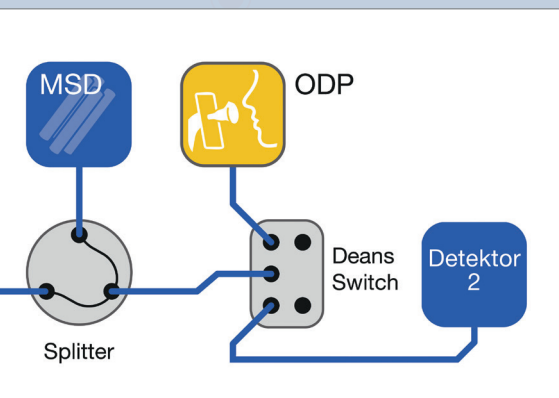 MSD
ODP
Deans
Switch
Detektor
2
Splitter